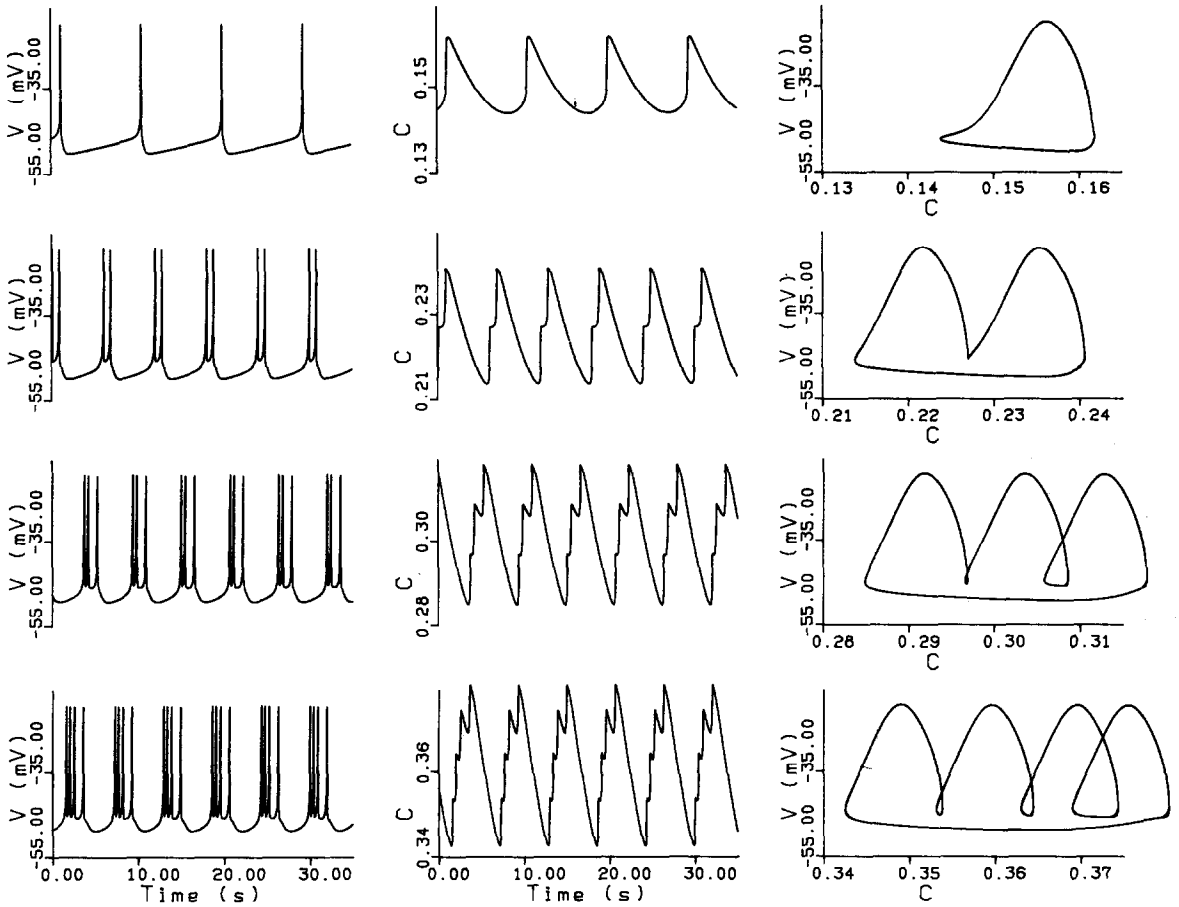 V (mV)
-35.00
-55.00
C
0.15
0.13
V (mV)
-35.00
-55.00
0.13 0.14 0.15 0.16
C
V (mV)
-35.00
-55.00
C
0.23
0.21
V (mV)
-35.00
-55.00
0.21 0.22 0.23 0.24
C
V (mV)
-35.00
-55.00
C
0.30
0.28
V (mV)
-35.00
-55.00
0.28 0.29 0.30 0.31
C
V (mV)
-35.00
-55.00
0.00 10.00 20.00 30.00
Time (s)
C
0.36
0.34
0.00 10.00 20.00 30.00
Time (s)
V (mV)
-35.00
-55.00
0.34 0.35 0.36 0.37
C